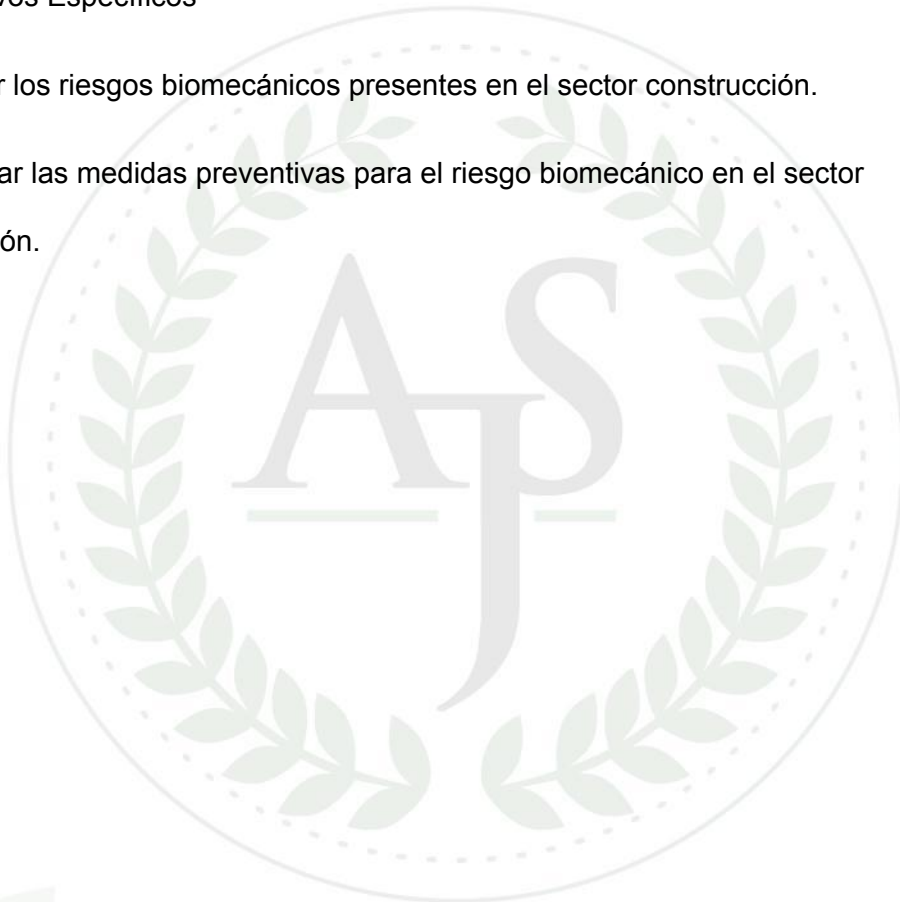 vos Específicos
r los riesgos biomecánicos presentes en el sector construcción.
ar las medidas preventivas para el riesgo biomecánico en el sector
ón.
AJS